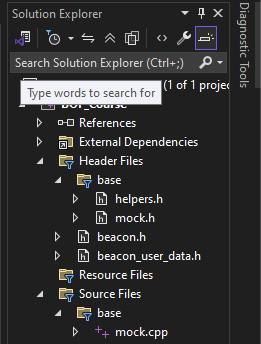 Solution Explorer
Search Solution Explorer (Ctrl+;)
Type words to search for
(1 of 1 projec
BOF_Course
References
External Dependencies
Header Files
base
helpers.h
mock.h
beacon.h
beacon_user_data.h
Resource Files
Source Files
base
mock.cpp
Diagnostic Tools